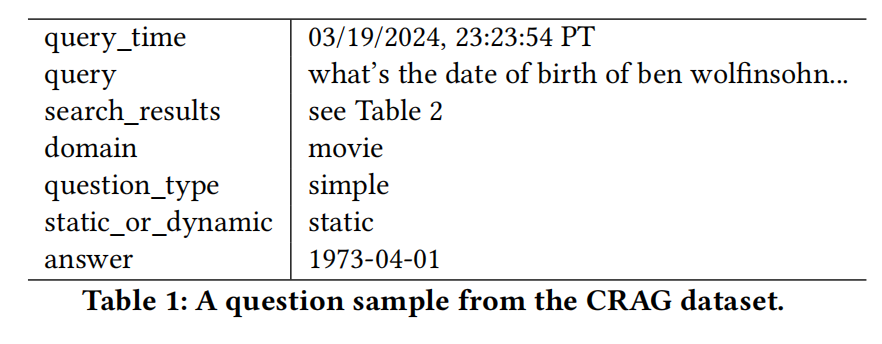 query_time 03/19/2024, 23:23:54 PT
query what's the date of birth of ben wolfinsohn...
search_results see Table 2
domain movie
question_type simple
static_or_dynamic static
answer 1973-04-01
Table 1: A question sample from the CRAG dataset.